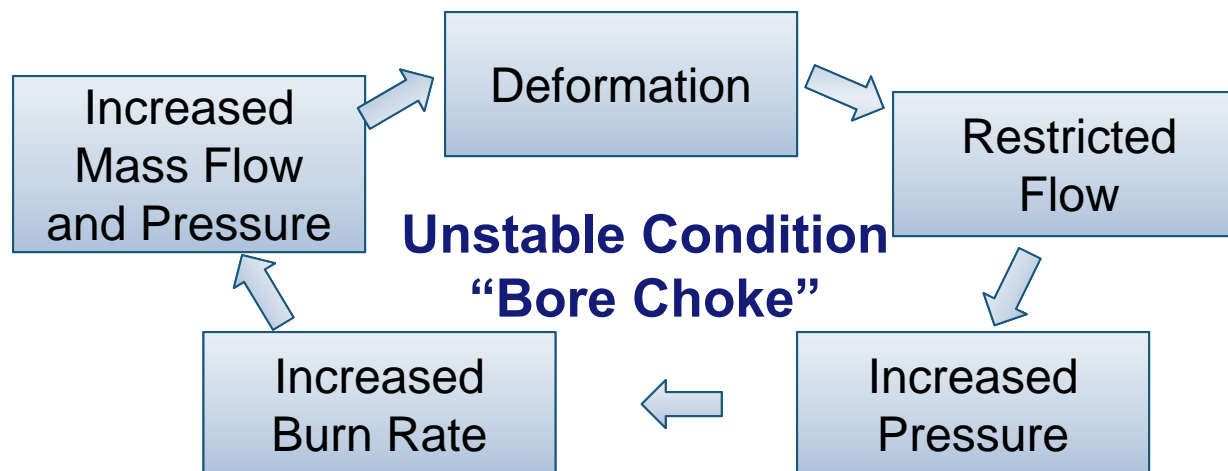 Deformation
Increased
Mass Flow
and Pressure
Restricted
Flow
Unstable Condition
“Bore Choke”
Increased
Burn Rate
Increased
Pressure